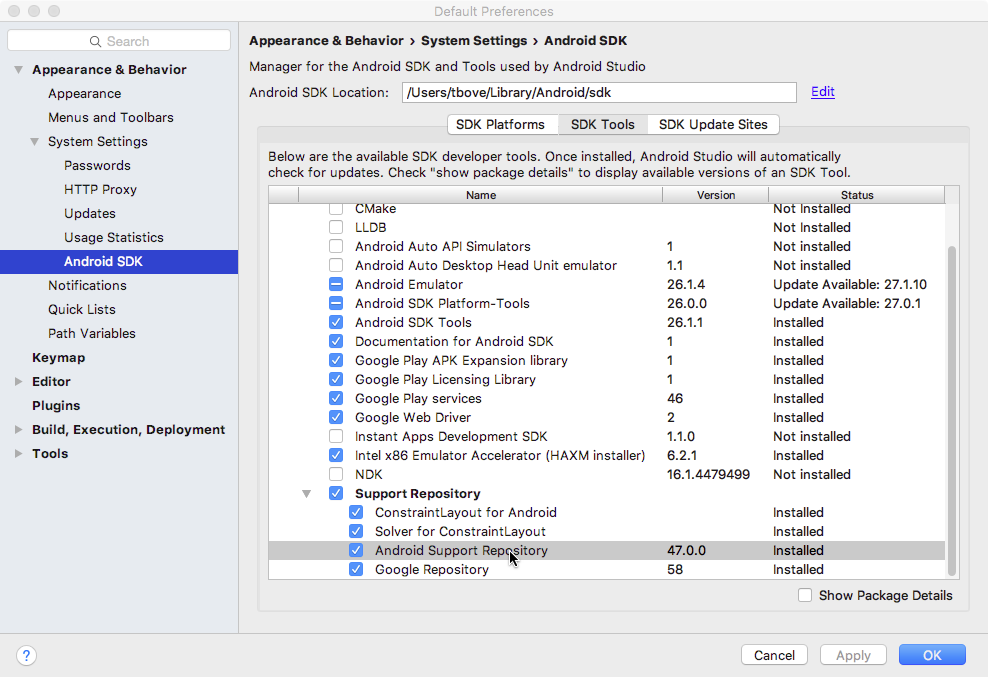 Default Preferences
Search
Appearance & Behavior
Appearance
Menus and Toolbars
System Settings
Passwords
HTTP Proxy
Updates
Usage Statistics
Android SDK
Notifications
Quick Lists
Path Variables
Keymap
Editor
Plugins
Build, Execution, Deployment
Tools
Appearance & Behavior › System Settings › Android SDK
Manager for the Android SDK and Tools used by Android Studio
Android SDK Location: /Users/tbove/Library/Android/sdk Edit
SDK Platforms SDK Tools SDK Update Sites
Below are the available SDK developer tools. Once installed, Android Studio will automatically
check for updates. Check "show package details" to display available versions of an SDK Tool.
Name Version Status
CMake Not Installed
LLDB Not Installed
Android Auto API Simulators 1 Not installed
Android Auto Desktop Head Unit emulator 1.1 Not installed
Android Emulator 26.1.4 Update Available: 27.1.10
Android SDK Platform-Tools 26.0.0 Update Available: 27.0.1
Android SDK Tools 26.1.1 Installed
Documentation for Android SDK 1 Installed
Google Play APK Expansion library 1 Installed
Google Play Licensing Library 1 Installed
Google Play services 46 Installed
Google Web Driver 2 Installed
Instant Apps Development SDK 1.1.0 Not installed
Intel x86 Emulator Accelerator (HAXM installer) 6.2.1 Installed
NDK 16.1.4479499 Not installed
Support Repository
ConstraintLayout for Android Installed
Solver for ConstraintLayout Installed
Android Support Repository 47.0.0 Installed
Google Repository 58 Installed
Show Package Details
? Cancel Apply OK